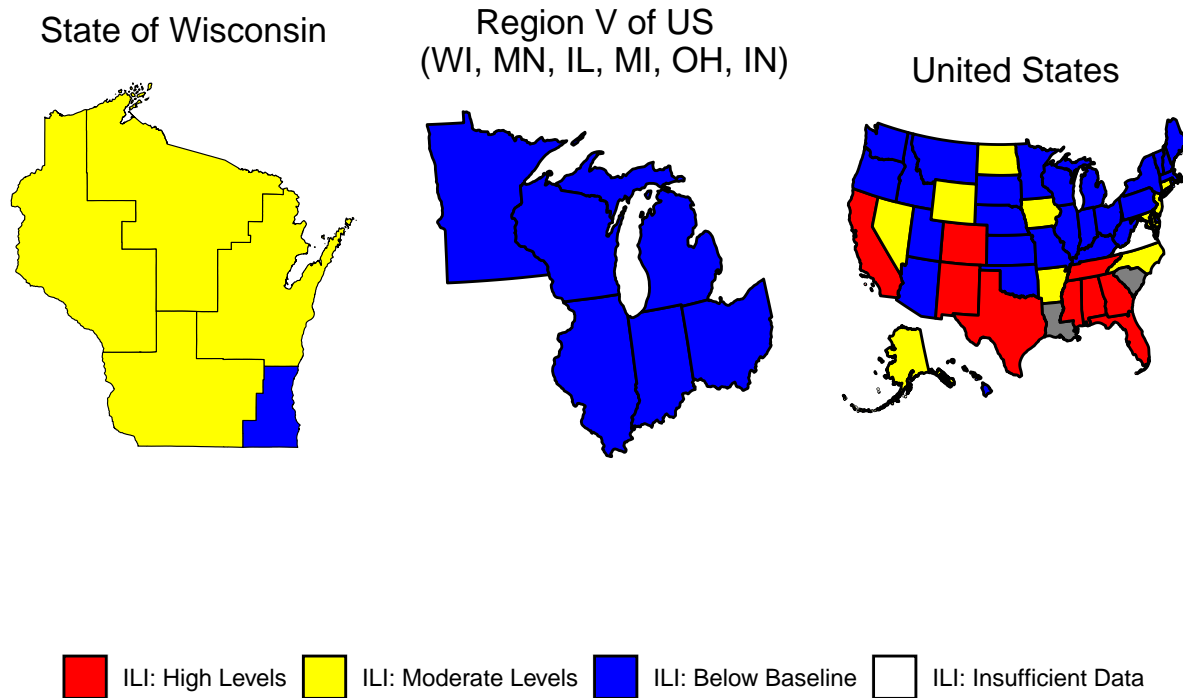 State of Wisconsin
Region V of US
(WI, MN, IL, MI, OH, IN)
United States
ILI: High Levels
ILI: Moderate Levels
ILI: Below Baseline
ILI: Insufficient Data